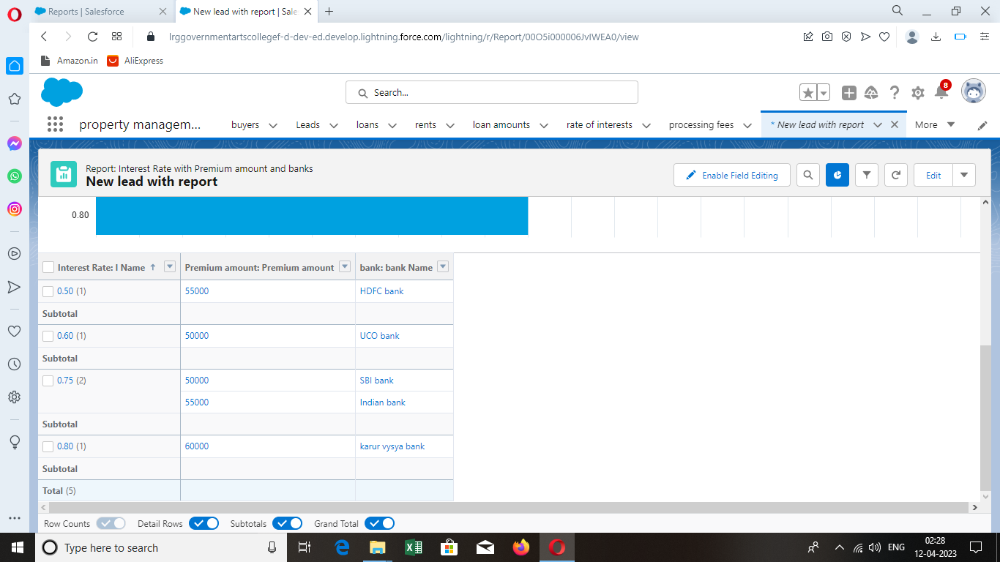 Reports | Salesforce
New lead with report | Sale
lrggovernmentartscollegef-d-dev-ed.develop.lightning.force.com/lightning/r/Report/00O5i000006JvIWEA0/view
Amazon.in AliExpress
Search...
8
property managem... buyers Leads loans rents loan amounts rate of interests processing fees * New lead with report More
Report: Interest Rate with Premium amount and banks
New lead with report
Enable Field Editing Edit
0.80
Interest Rate: I Name ↑ Premium amount: Premium amount bank: bank Name
0.50 (1) 55000 HDFC bank
Subtotal
0.60 (1) 50000 UCO bank
Subtotal
0.75 (2) 50000 SBI bank
55000 Indian bank
Subtotal
0.80 (1) 60000 karur vysya bank
Subtotal
Total (5)
Row Counts Detail Rows Subtotals Grand Total
Type here to search
ENG
02:28
12-04-2023